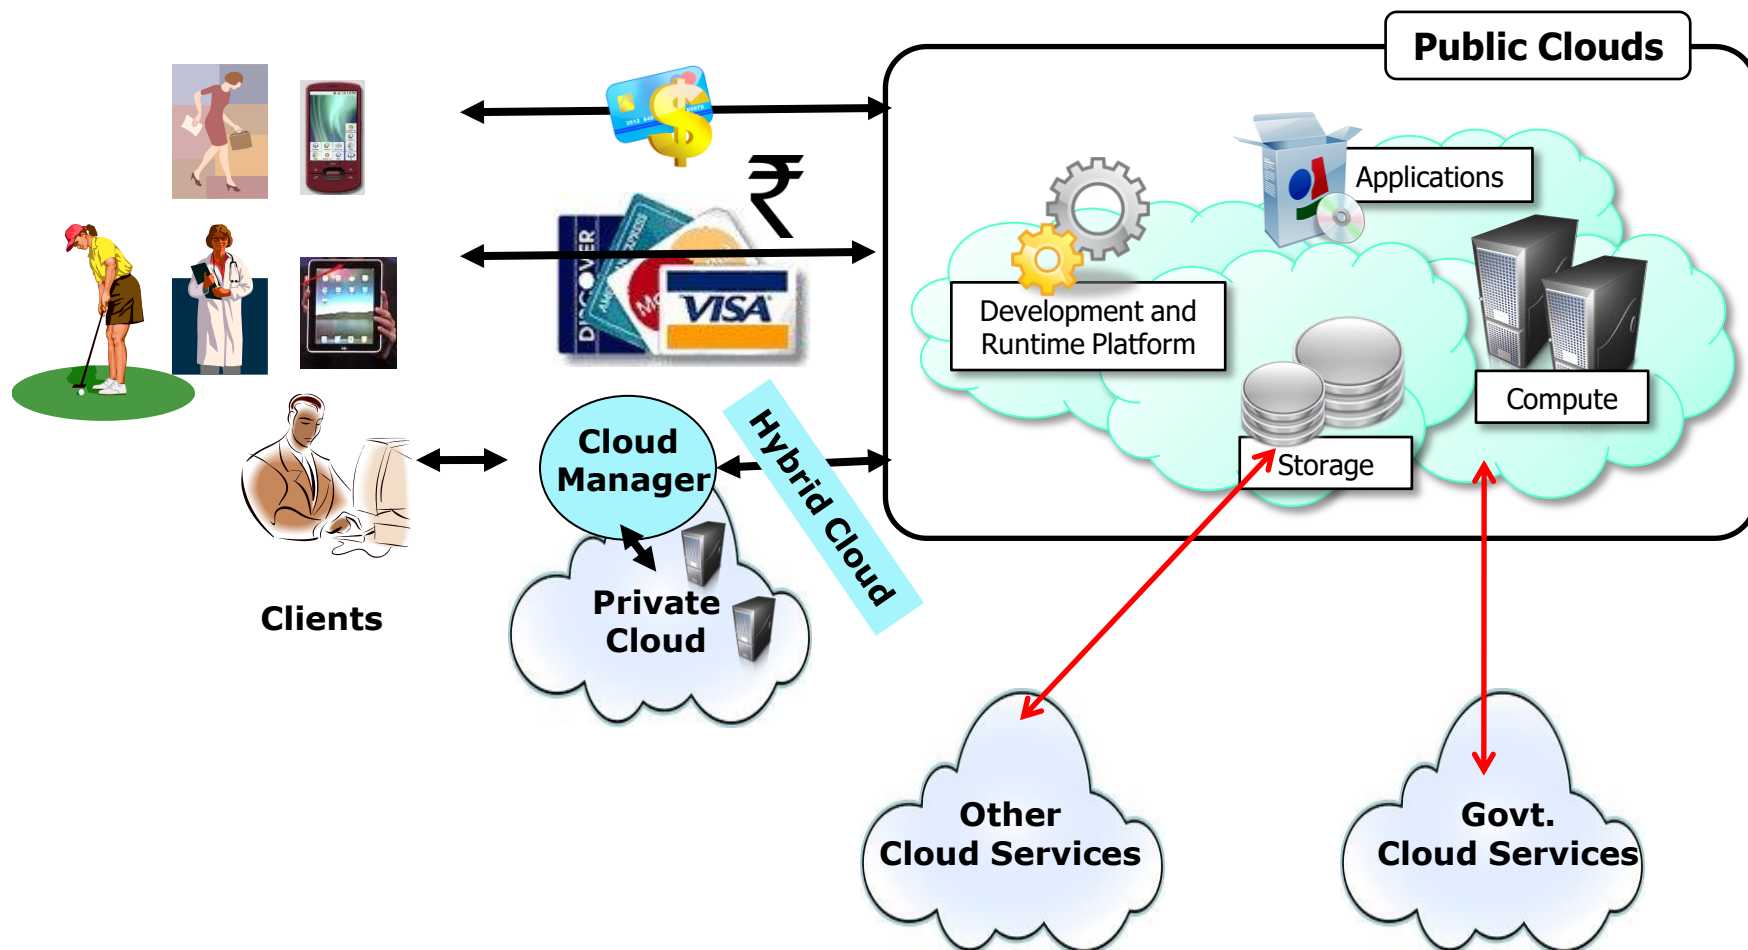 Public Clouds
Applications
Development and
Runtime Platform
Compute
Storage
₹
DISCOVER
VISA
Cloud
Manager
Hybrid Cloud
Private
Cloud
Clients
Other
Cloud Services
Govt.
Cloud Services